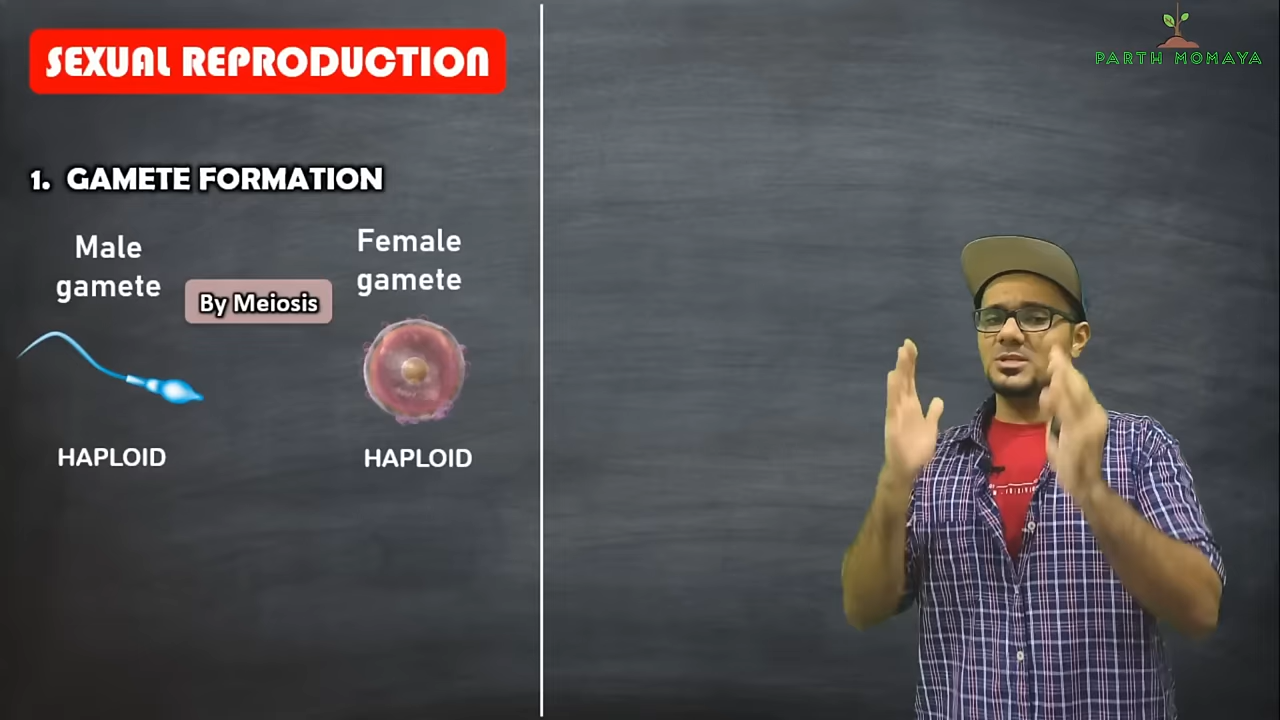 SEXUAL REPRODUCTION
PARTH MOMAYA
1. GAMETE FORMATION
Male
gamete
By Meiosis
Female
gamete
HAPLOID
HAPLOID